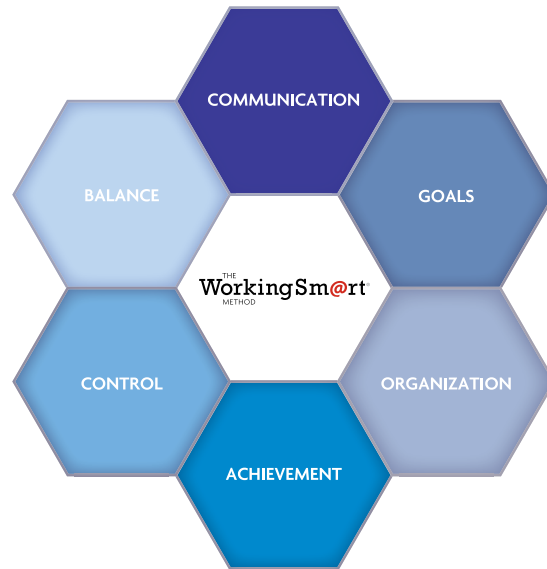 COMMUNICATION
BALANCE
GOALS
THE
WorkingSm@rt®
METHOD
CONTROL
ORGANIZATION
ACHIEVEMENT